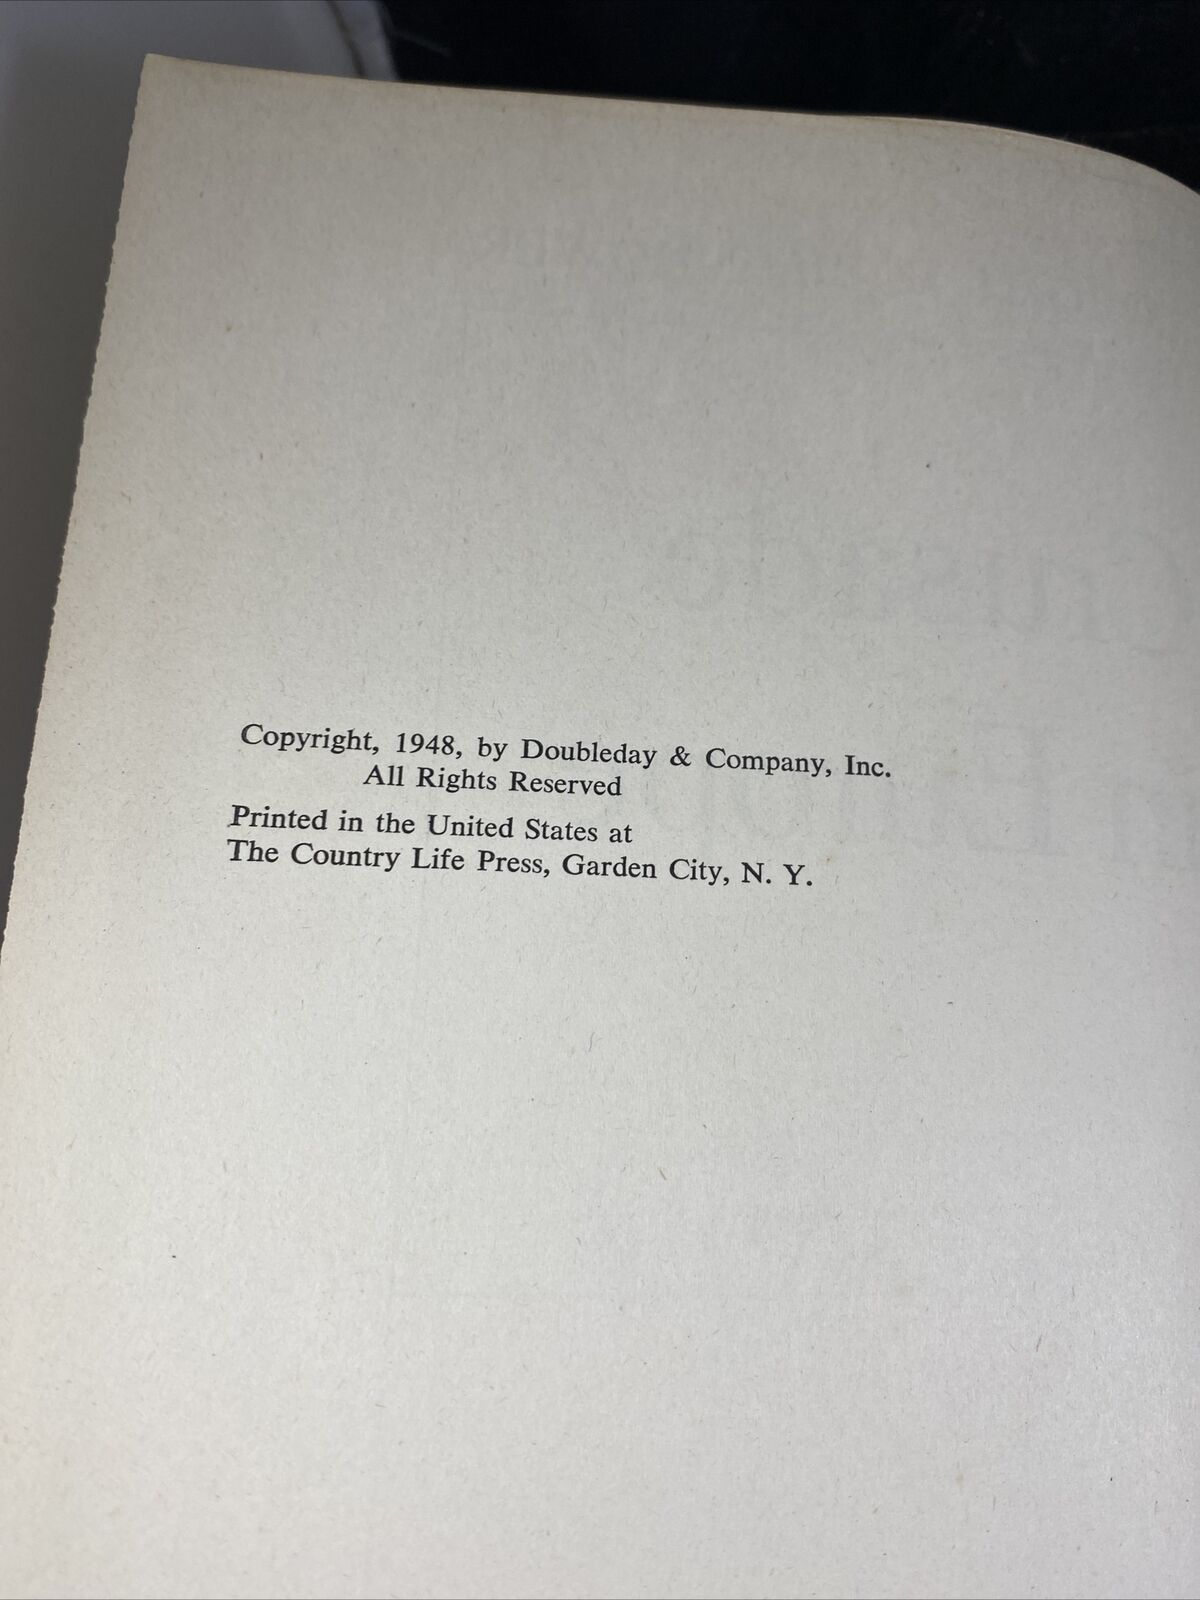 Copyright, 1948, by Doubleday & Company, Inc.
All Rights Reserved
Printed in the United States at
The Country Life Press, Garden City, N. Y.